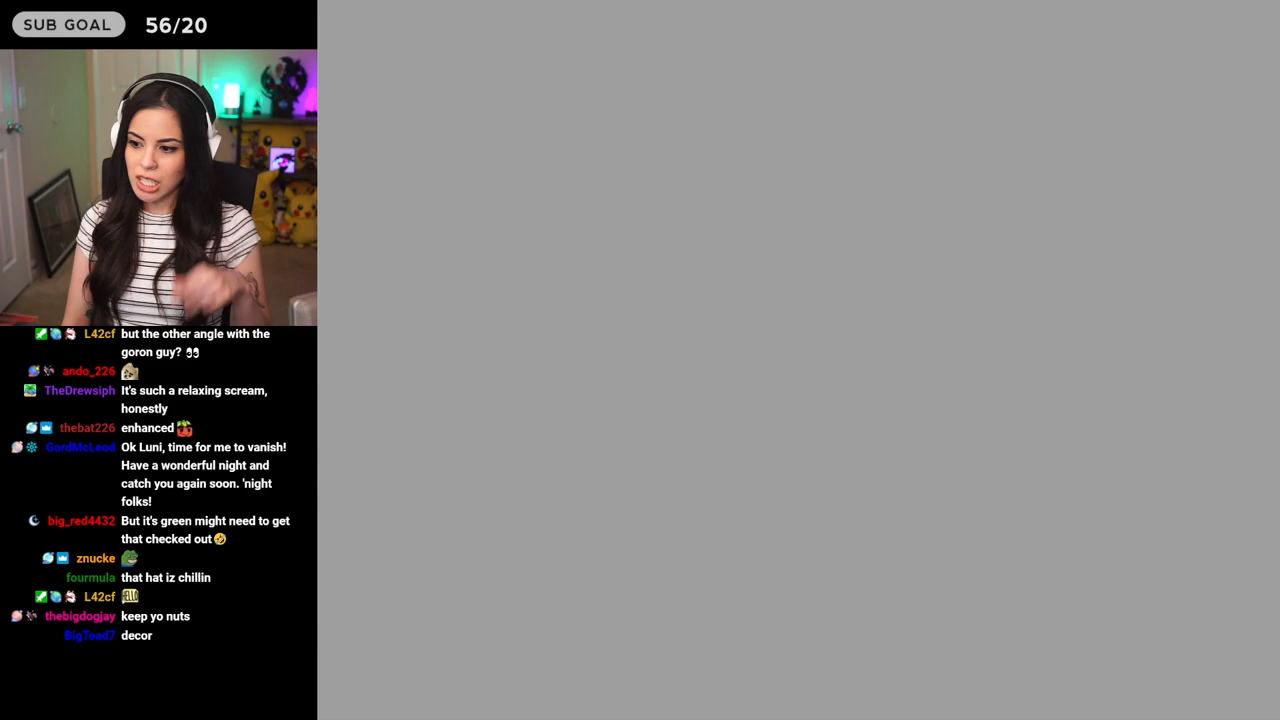 SUB GOAL 56/20
L42cf but the other angle with the
goron guy? 👀
ando_226
TheDrewsiph It's such a relaxing scream,
honestly
thebat226 enhanced
GordMcLeod Ok Luni, time for me to vanish!
Have a wonderful night and
catch you again soon. 'night
folks!
big_red4432 But it's green might need to get
that checked out🤣
znucke
fourmula that hat iz chillin
L42cf HELLO
thebigdogjay keep yo nuts
BigToad7 decor